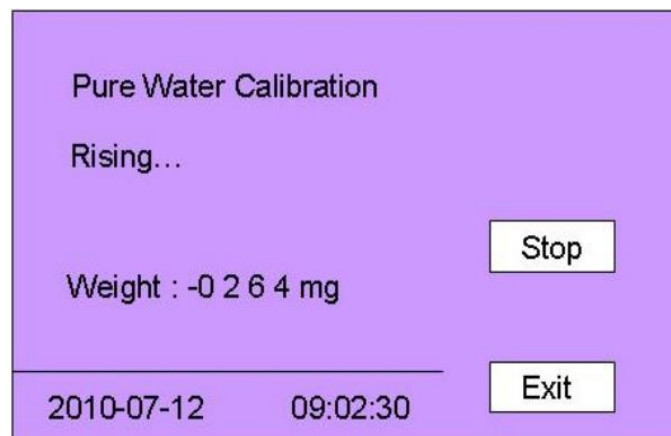 Pure Water Calibration
Rising...
Stop
Weight : -0 2 6 4 mg
Exit
2010-07-12 09:02:30